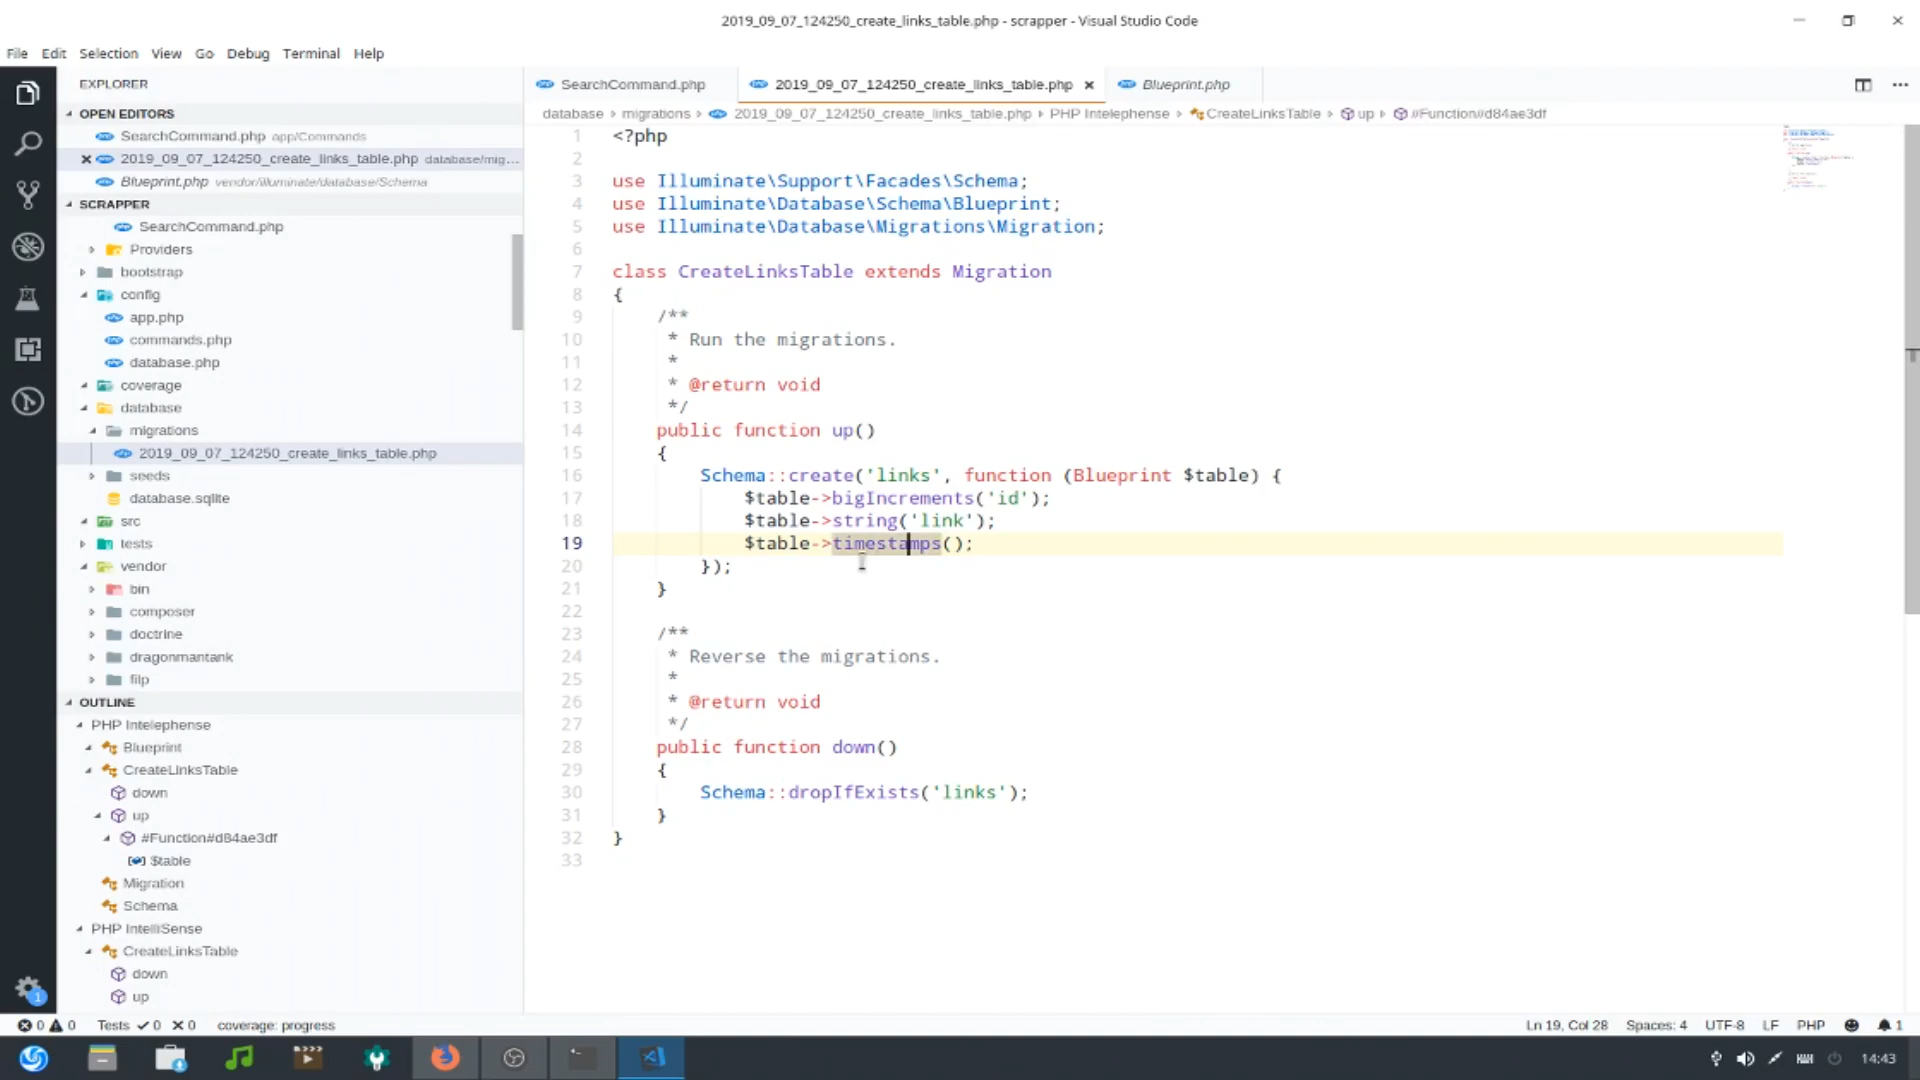 2019_09_07_124250_create_links_table.php - scrapper - Visual Studio Code
File Edit Selection View Go Debug Terminal Help
EXPLORER
OPEN EDITORS
SearchCommand.php app/Commands
2019_09_07_124250_create_links_table.php database/mig...
Blueprint.php vendor/illuminate/database/Schema
SCRAPPER
SearchCommand.php
Providers
bootstrap
config
app.php
commands.php
database.php
coverage
database
migrations
2019_09_07_124250_create_links_table.php
seeds
database.sqlite
src
tests
vendor
bin
composer
doctrine
dragonmantank
filp
OUTLINE
PHP Intelephense
Blueprint
CreateLinksTable
down
up
#Function#d84ae3df
$table
Migration
Schema
PHP IntelliSense
CreateLinksTable
down
up
SearchCommand.php 2019_09_07_124250_create_links_table.php Blueprint.php
database > migrations > 2019_09_07_124250_create_links_table.php > PHP Intelephense > CreateLinksTable > up > #Function#d84ae3df
1 <?php
2
3 use Illuminate\Support\Facades\Schema;
4 use Illuminate\Database\Schema\Blueprint;
5 use Illuminate\Database\Migrations\Migration;
6
7 class CreateLinksTable extends Migration
8 {
9 /**
10 * Run the migrations.
11 *
12 * @return void
13 */
14 public function up()
15 {
16 Schema::create('links', function (Blueprint $table) {
17 $table->bigIncrements('id');
18 $table->string('link');
19 $table->timestamps();
20 });
21 }
22
23 /**
24 * Reverse the migrations.
25 *
26 * @return void
27 */
28 public function down()
29 {
30 Schema::dropIfExists('links');
31 }
32 }
33
1
0 0 Tests 0 0 coverage: progress
Ln 19, Col 28 Spaces: 4 UTF-8 LF PHP 1
14:43